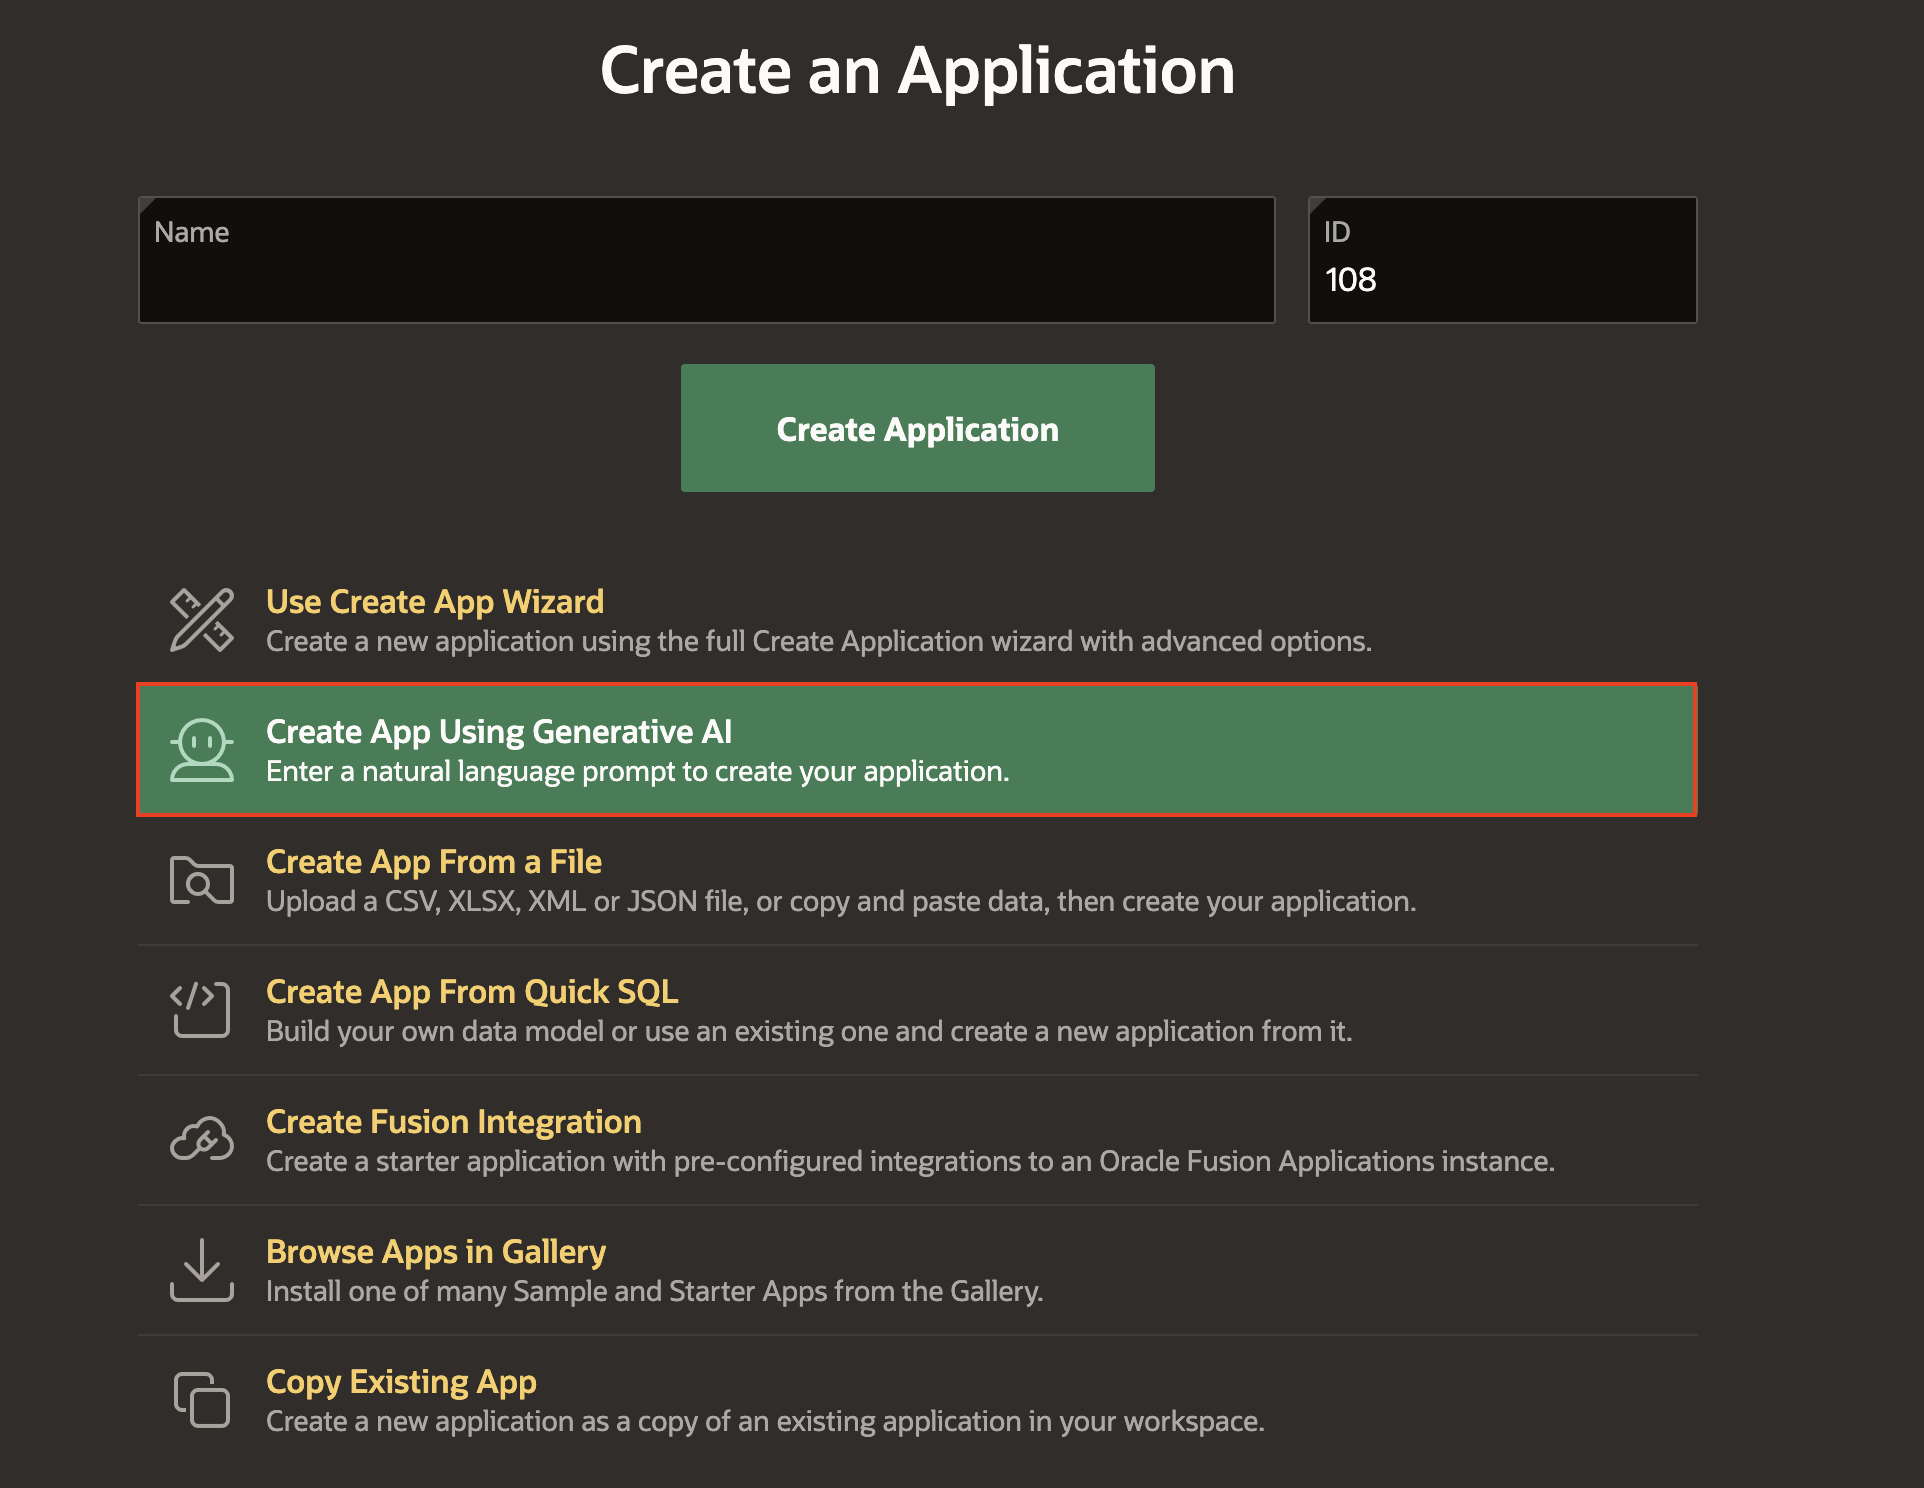 Create an Application
Name
ID
108
Create Application
Use Create App Wizard
Create a new application using the full Create Application wizard with advanced options.
Create App Using Generative AI
Enter a natural language prompt to create your application.
Create App From a File
Upload a CSV, XLSX, XML or JSON file, or copy and paste data, then create your application.
Create App From Quick SQL
Build your own data model or use an existing one and create a new application from it.
Create Fusion Integration
Create a starter application with pre-configured integrations to an Oracle Fusion Applications instance.
Browse Apps in Gallery
Install one of many Sample and Starter Apps from the Gallery.
Copy Existing App
Create a new application as a copy of an existing application in your workspace.